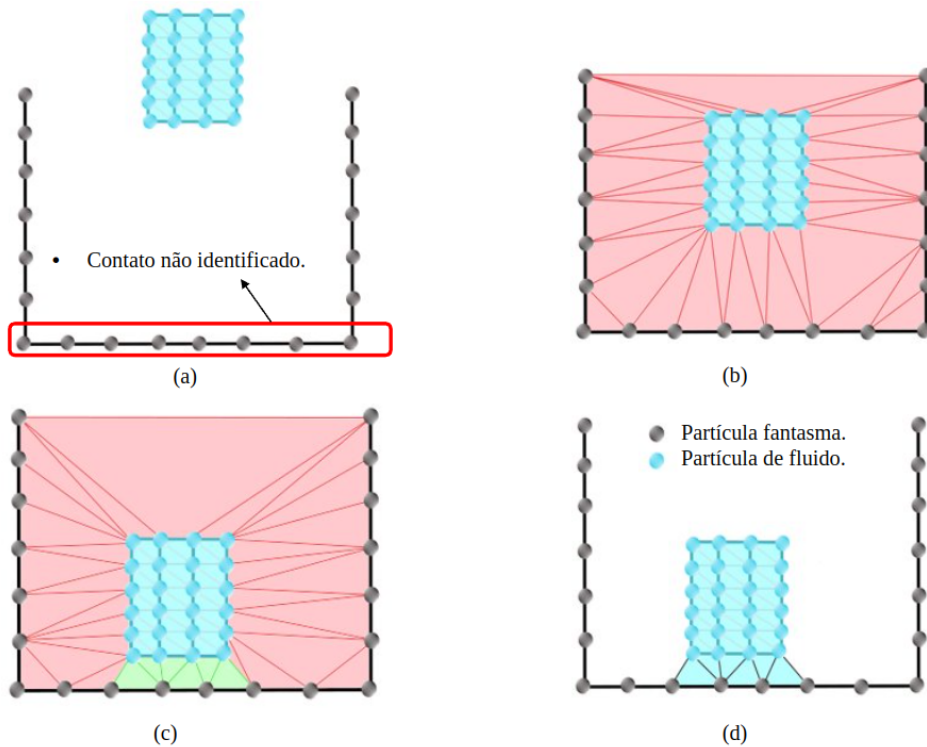 • Contato não identificado.
(a)
(b)
Partícula fantasma.
Partícula de fluido.
(c)
(d)